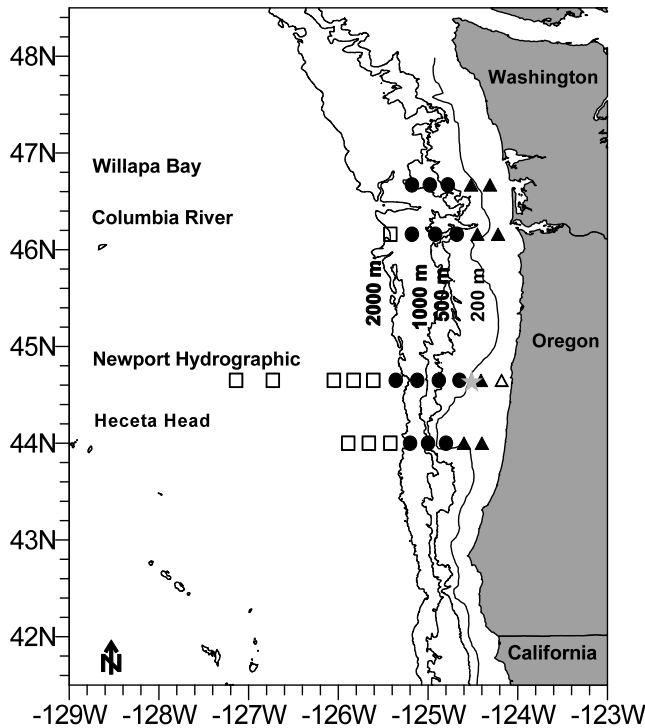 48N
Washington
47N
Willapa Bay
Columbia River
46N
2000 m
1000 m
500 m
200 m
45N
Oregon
Newport Hydrographic
Heceta Head
44N
43N
42N
N
California
-129W -128W -127W -126W -125W -124W -123W